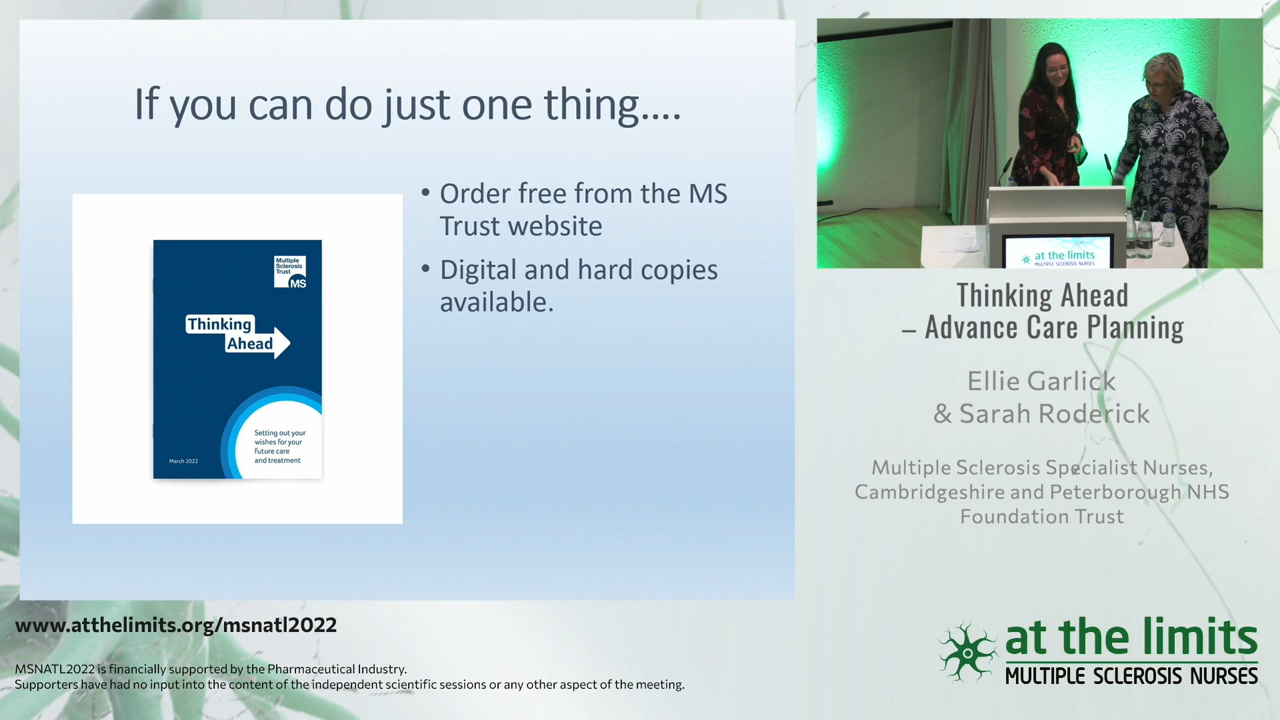 If you can do just one thing....
• Order free from the MS
Trust website
• Digital and hard copies
available.
Multiple
Sclerosis
Trust
MS
Thinking
Ahead
Setting out your
wishes for your
future care
and treatment
March 2022
at the limits
MULTIPLE SCLEROSIS NURSES
Thinking Ahead
– Advance Care Planning
Ellie Garlick
& Sarah Roderick
Multiple Sclerosis Specialist Nurses,
Cambridgeshire and Peterborough NHS
Foundation Trust
www.atthelimits.org/msnatl2022
MSNATL2022 is financially supported by the Pharmaceutical Industry.
Supporters have had no input into the content of the independent scientific sessions or any other aspect of the meeting.
at the limits
MULTIPLE SCLEROSIS NURSES